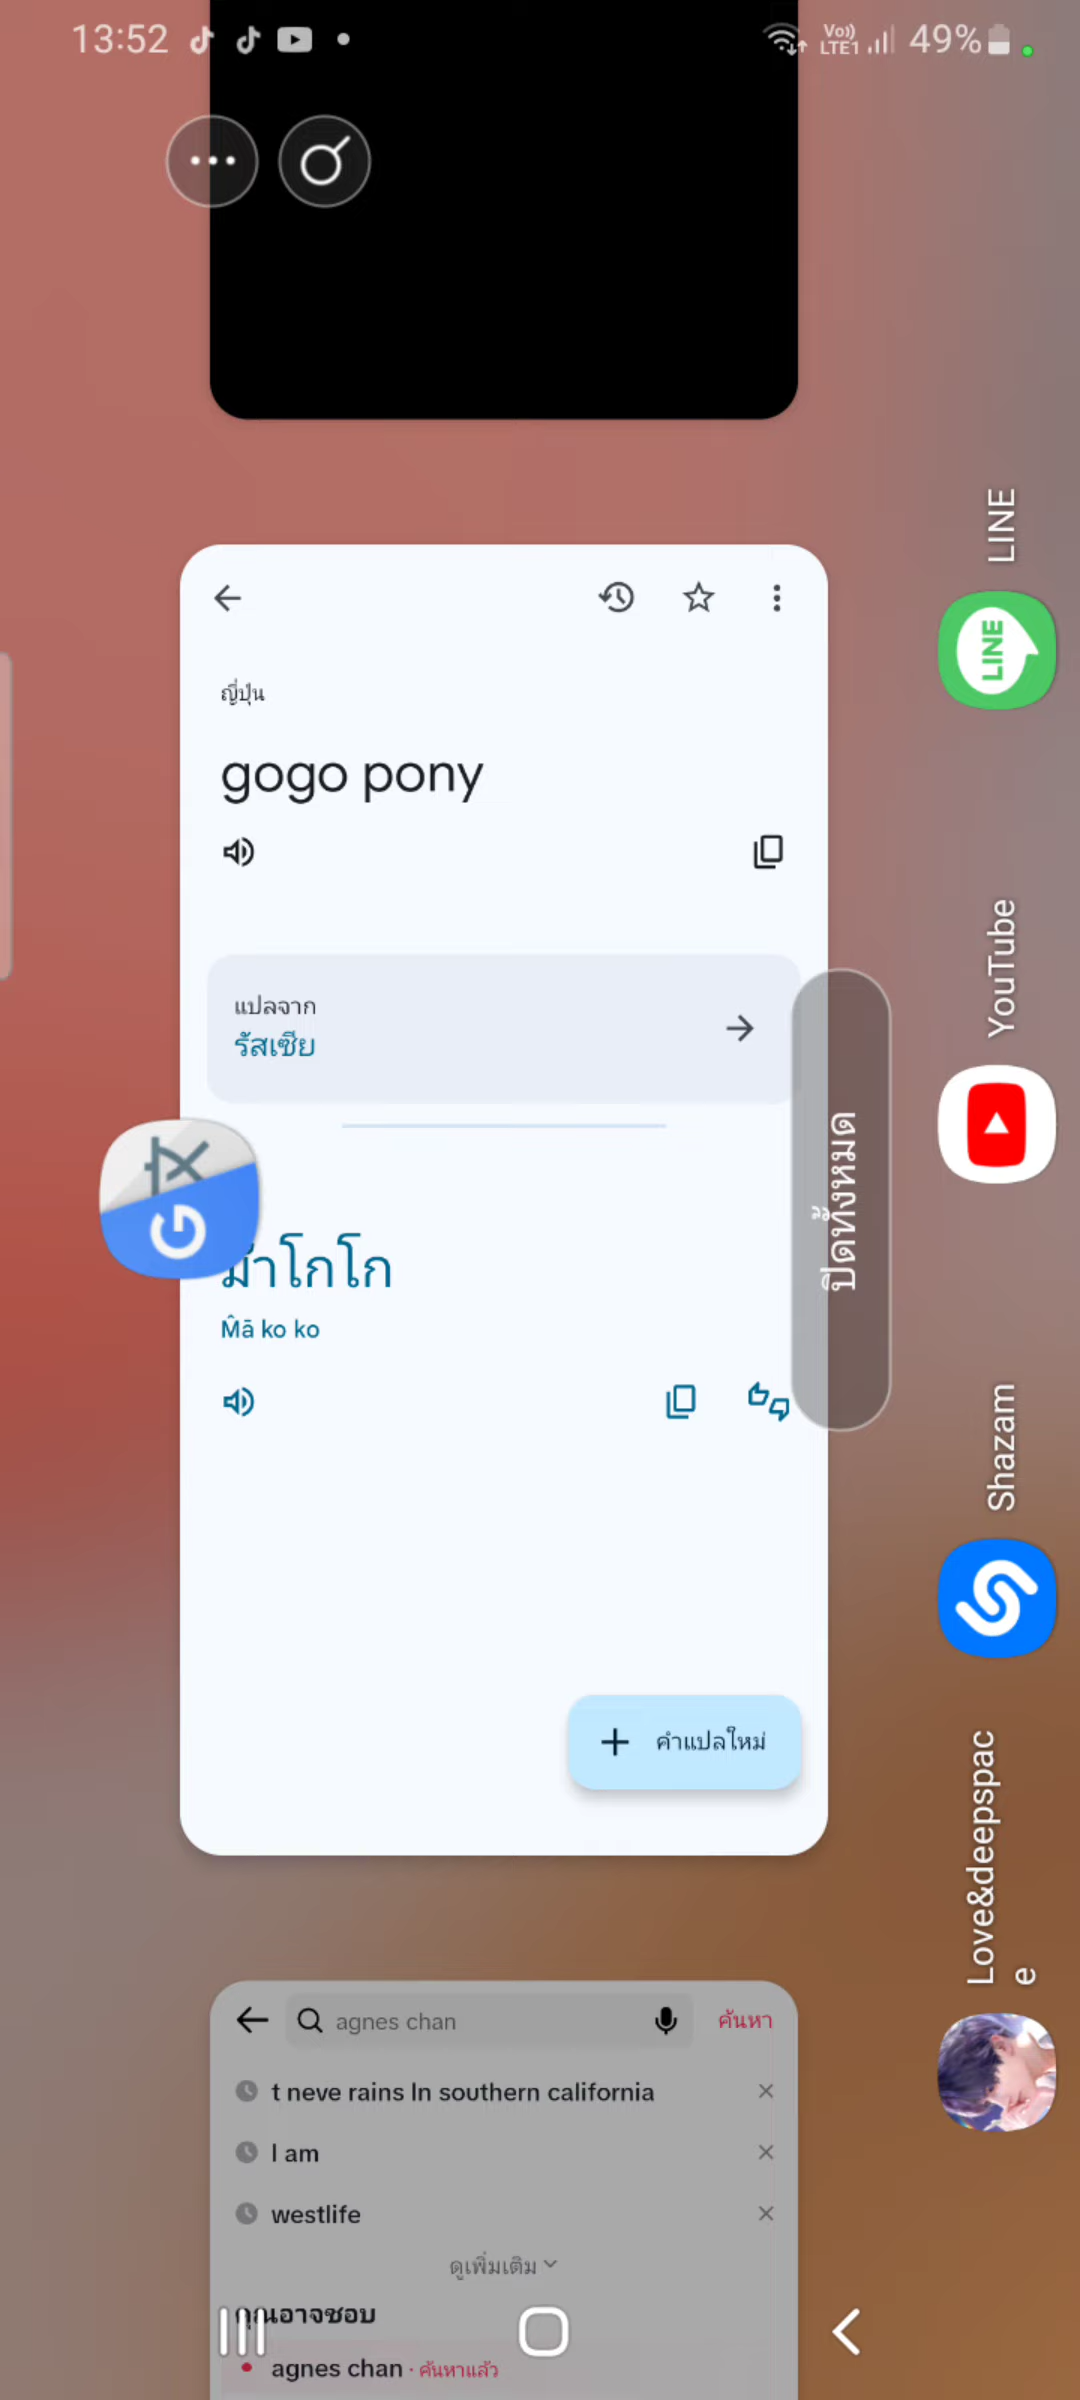 13:52
Vo))
LTE1
49%
ญี่ปุ่น
gogo pony
แปลจาก
รัสเซีย
ม้าโกโก
M̂ā ko ko
คำแปลใหม่
ปิดทั้งหมด
LINE
LINE
YouTube
Shazam
Love&deepspac
e
agnes chan
ค้นหา
t neve rains In southern california
I am
westlife
ดูเพิ่มเติม
คุณอาจชอบ
agnes chan · ค้นหาแล้ว